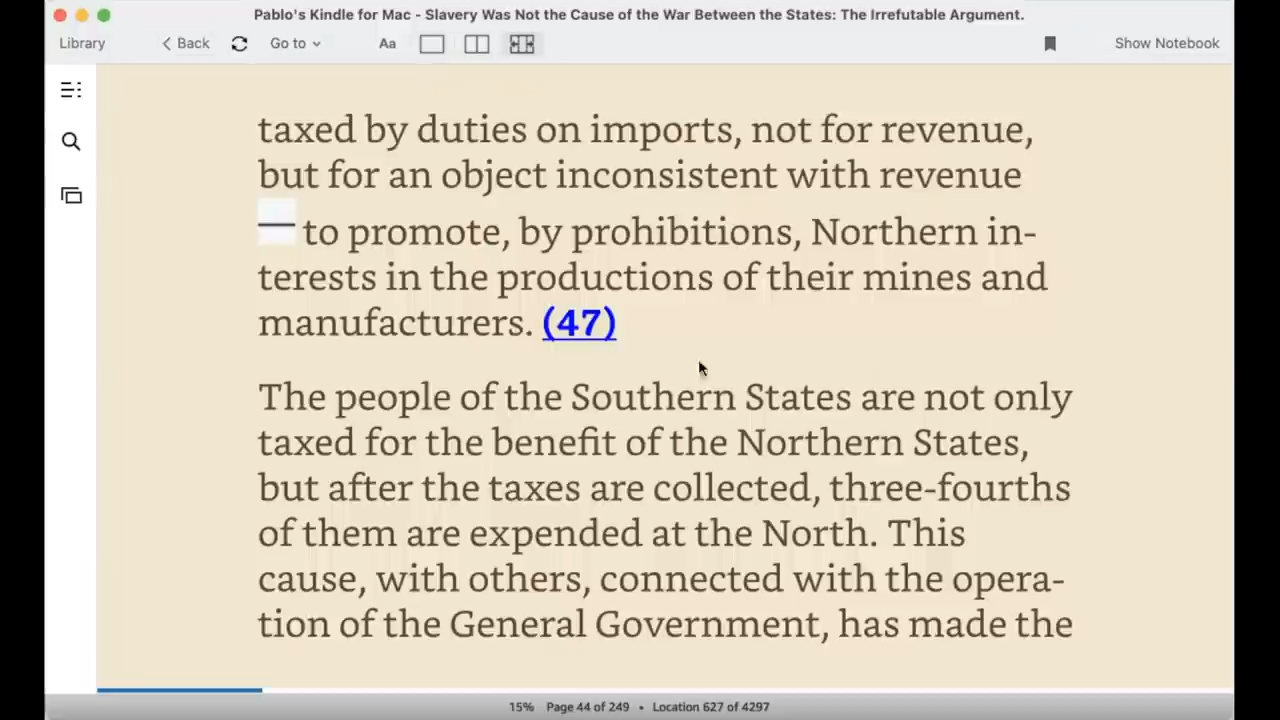 Pablo's Kindle for Mac - Slavery Was Not the Cause of the War Between the States: The Irrefutable Argument.
Library
Back
Go to
Aa
Show Notebook
taxed by duties on imports, not for revenue,
but for an object inconsistent with revenue
— to promote, by prohibitions, Northern in-
terests in the productions of their mines and
manufacturers. (47)
The people of the Southern States are not only
taxed for the benefit of the Northern States,
but after the taxes are collected, three-fourths
of them are expended at the North. This
cause, with others, connected with the opera-
tion of the General Government, has made the
15% Page 44 of 249 • Location 627 of 4297